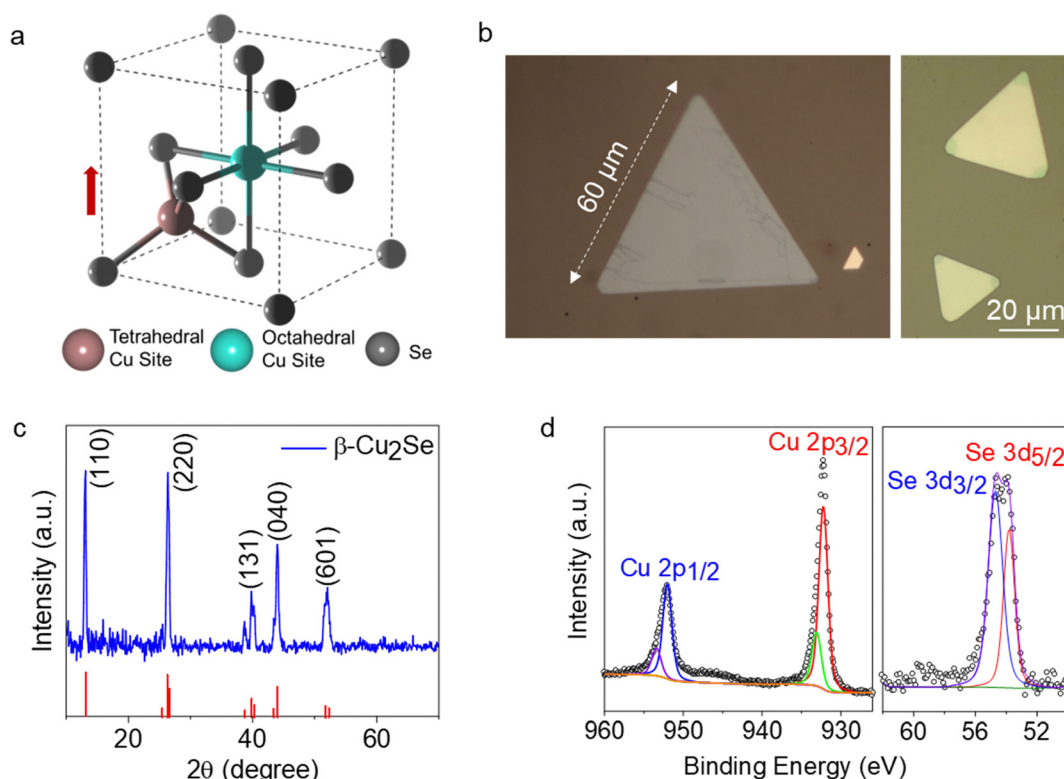 a
Tetrahedral
Cu Site
Octahedral
Cu Site
Se
b
60 μm
20 μm
c
β-Cu2Se
(110)
(220)
(131)
(040)
(601)
Intensity (a.u.)
20
40
60
2θ (degree)
d
Cu 2p3/2
Cu 2p1/2
Se 3d5/2
Se 3d3/2
Intensity (a.u.)
960
950
940
930
60
56
52
Binding Energy (eV)